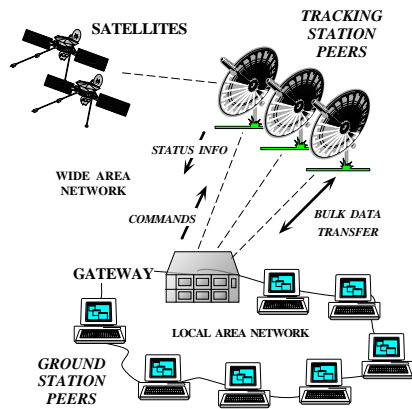 SATELLITES
TRACKING
STATION
PEERS
STATUS INFO
WIDE AREA
NETWORK
COMMANDS
BULK DATA
TRANSFER
GATEWAY
LOCAL AREA NETWORK
GROUND
STATION
PEERS